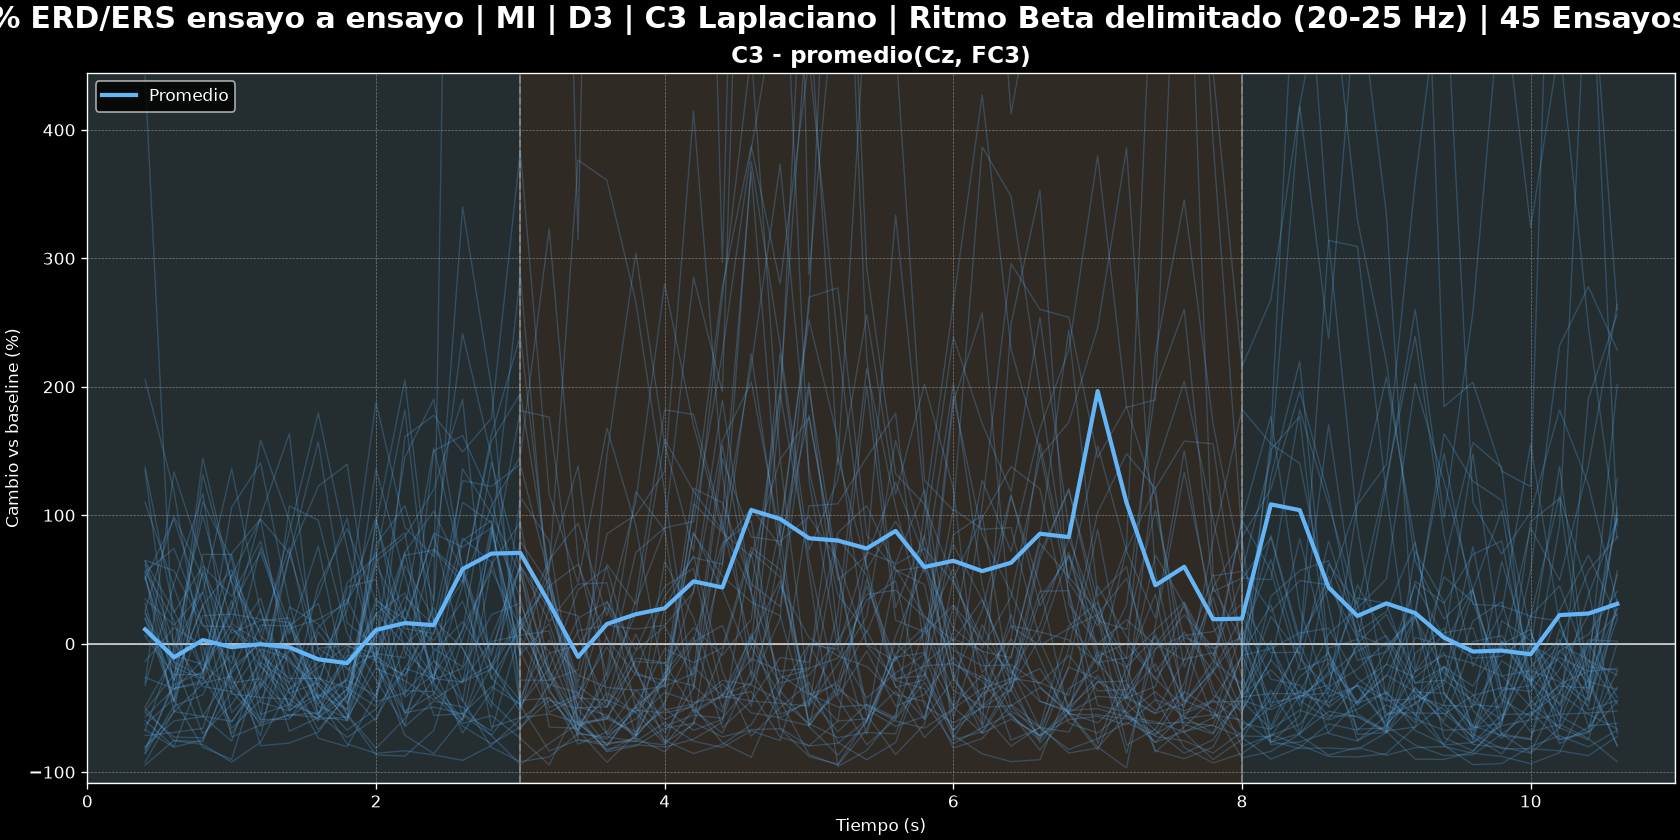 % ERD/ERS ensayo a ensayo | MI | D3 | C3 Laplaciano | Ritmo Beta delimitado (20-25 Hz) | 45 Ensayos
C3 - promedio(Cz, FC3)
Promedio
Cambio vs baseline (%)
400
300
200
100
0
−100
0 2 4 6 8 10
Tiempo (s)